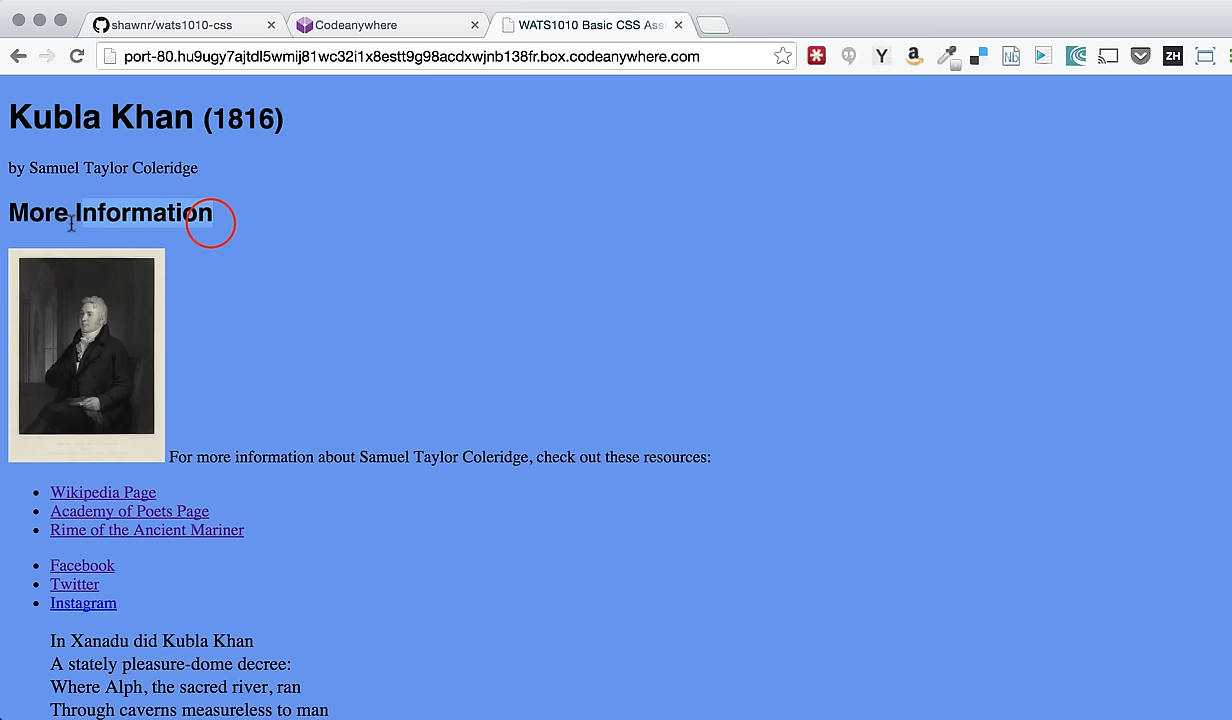 shawnr/wats1010-css
Codeanywhere
WATS1010 Basic CSS Ass
port-80.hu9ugy7ajtdl5wmij81wc32i1x8estt9g98acdxwjnb138fr.box.codeanywhere.com
Y
a
Nb
ZH
Kubla Khan (1816)
by Samuel Taylor Coleridge
More Information
For more information about Samuel Taylor Coleridge, check out these resources:
Wikipedia Page
Academy of Poets Page
Rime of the Ancient Mariner
Facebook
Twitter
Instagram
In Xanadu did Kubla Khan
A stately pleasure-dome decree:
Where Alph, the sacred river, ran
Through caverns measureless to man